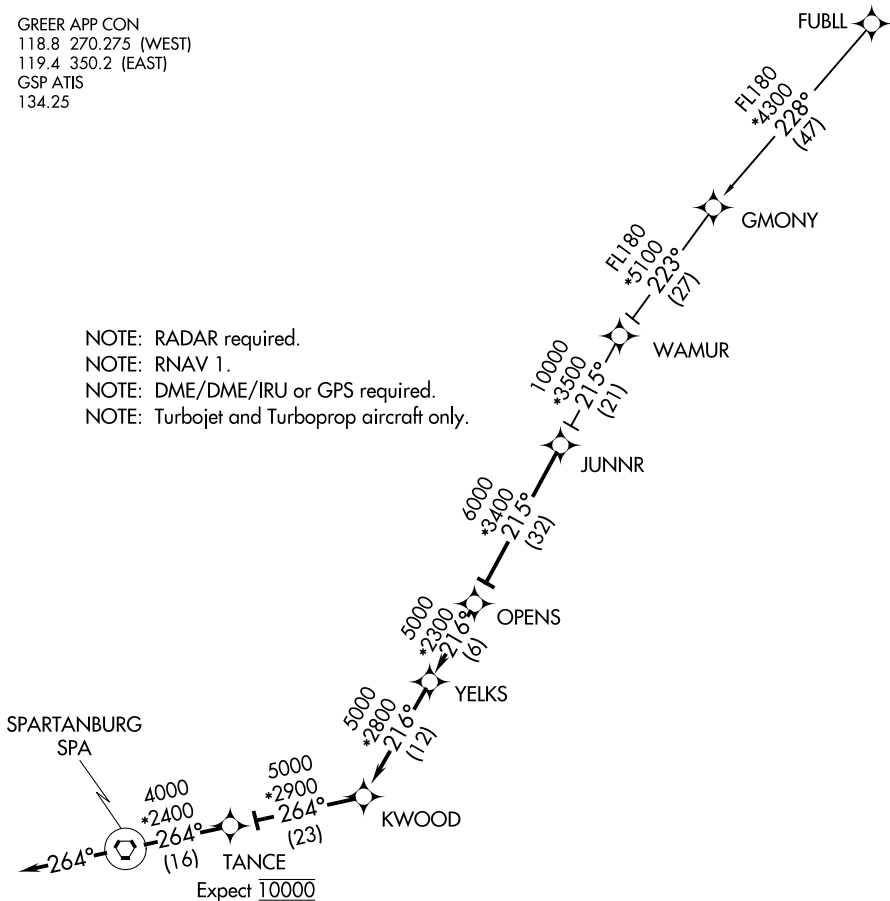 GREER APP CON
118.8 270.275 (WEST)
119.4 350.2 (EAST)
GSP ATIS
134.25
FUBLL
FL180
*4300
228°
(47)
GMONY
FL180
*5100
223°
(27)
WAMUR
NOTE: RADAR required.
NOTE: RNAV 1.
NOTE: DME/DME/IRU or GPS required.
NOTE: Turbojet and Turboprop aircraft only.
10000
*3500
215°
(21)
JUNNR
6000
*3400
215°
(32)
OPENS
5000
*2300
216°
(6)
YELKS
5000
*2800
216°
(12)
KWOOD
5000
*2900
264°
(23)
TANCE
Expect 10000
4000
*2400
264°
(16)
SPARTANBURG
SPA
264°